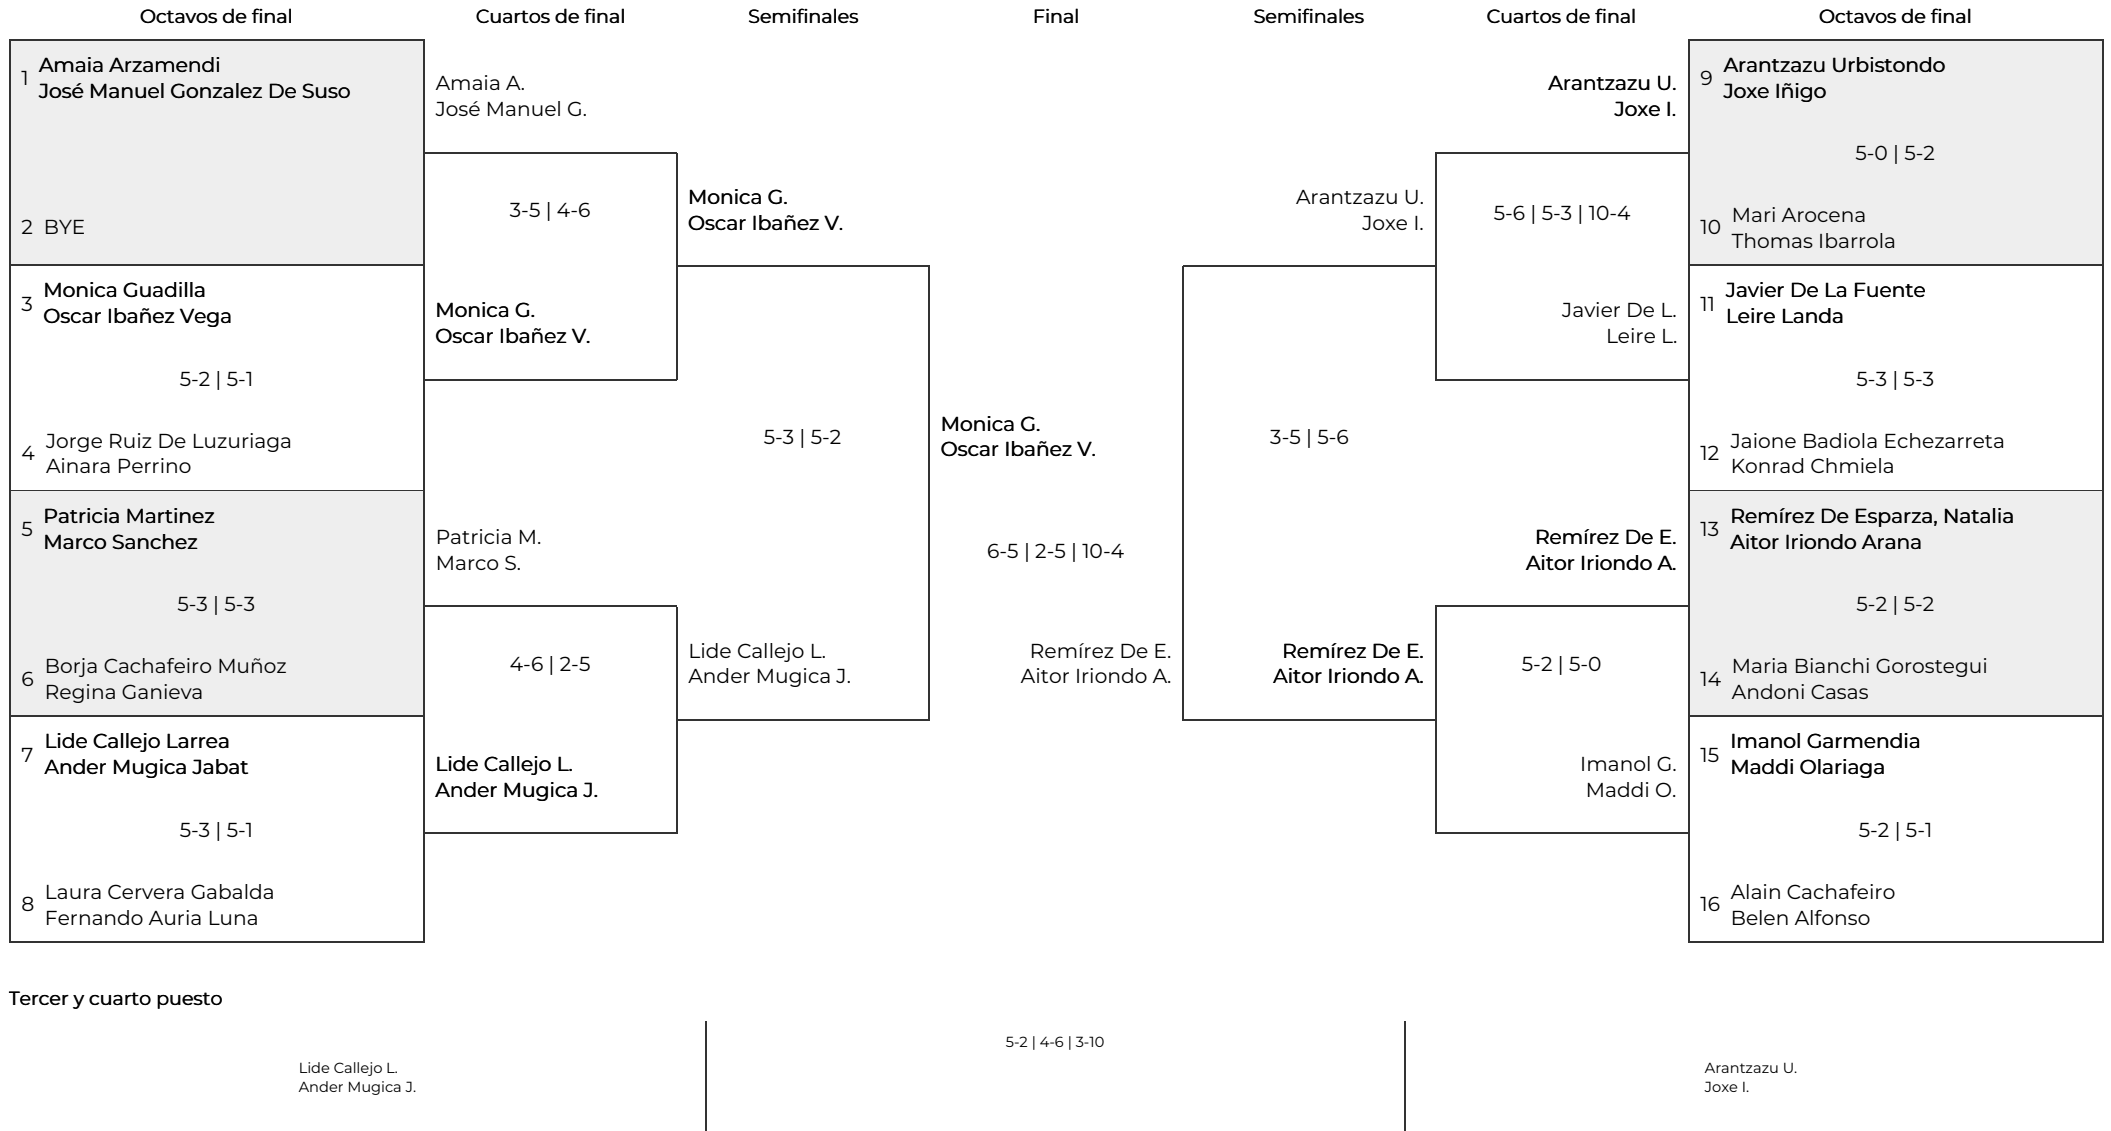 Octavos de final
Cuartos de final
Semifinales
Final
Semifinales
Cuartos de final
Octavos de final
1
Amaia Arzamendi
José Manuel Gonzalez De Suso
2 BYE
3
Monica Guadilla
Oscar Ibañez Vega
5-2 | 5-1
4
Jorge Ruiz De Luzuriaga
Ainara Perrino
5
Patricia Martinez
Marco Sanchez
5-3 | 5-3
6
Borja Cachafeiro Muñoz
Regina Ganieva
7
Lide Callejo Larrea
Ander Mugica Jabat
5-3 | 5-1
8
Laura Cervera Gabalda
Fernando Auria Luna
Amaia A.
José Manuel G.
3-5 | 4-6
Monica G.
Oscar Ibañez V.
Patricia M.
Marco S.
4-6 | 2-5
Lide Callejo L.
Ander Mugica J.
Monica G.
Oscar Ibañez V.
5-3 | 5-2
Lide Callejo L.
Ander Mugica J.
Monica G.
Oscar Ibañez V.
6-5 | 2-5 | 10-4
Remírez De E.
Aitor Iriondo A.
Arantzazu U.
Joxe I.
3-5 | 5-6
Remírez De E.
Aitor Iriondo A.
Arantzazu U.
Joxe I.
5-6 | 5-3 | 10-4
Javier De L.
Leire L.
Remírez De E.
Aitor Iriondo A.
5-2 | 5-0
Imanol G.
Maddi O.
9
Arantzazu Urbistondo
Joxe Iñigo
5-0 | 5-2
10
Mari Arocena
Thomas Ibarrola
11
Javier De La Fuente
Leire Landa
5-3 | 5-3
12
Jaione Badiola Echezarreta
Konrad Chmiela
13
Remírez De Esparza, Natalia
Aitor Iriondo Arana
5-2 | 5-2
14
Maria Bianchi Gorostegui
Andoni Casas
15
Imanol Garmendia
Maddi Olariaga
5-2 | 5-1
16
Alain Cachafeiro
Belen Alfonso
Tercer y cuarto puesto
Lide Callejo L.
Ander Mugica J.
5-2 | 4-6 | 3-10
Arantzazu U.
Joxe I.